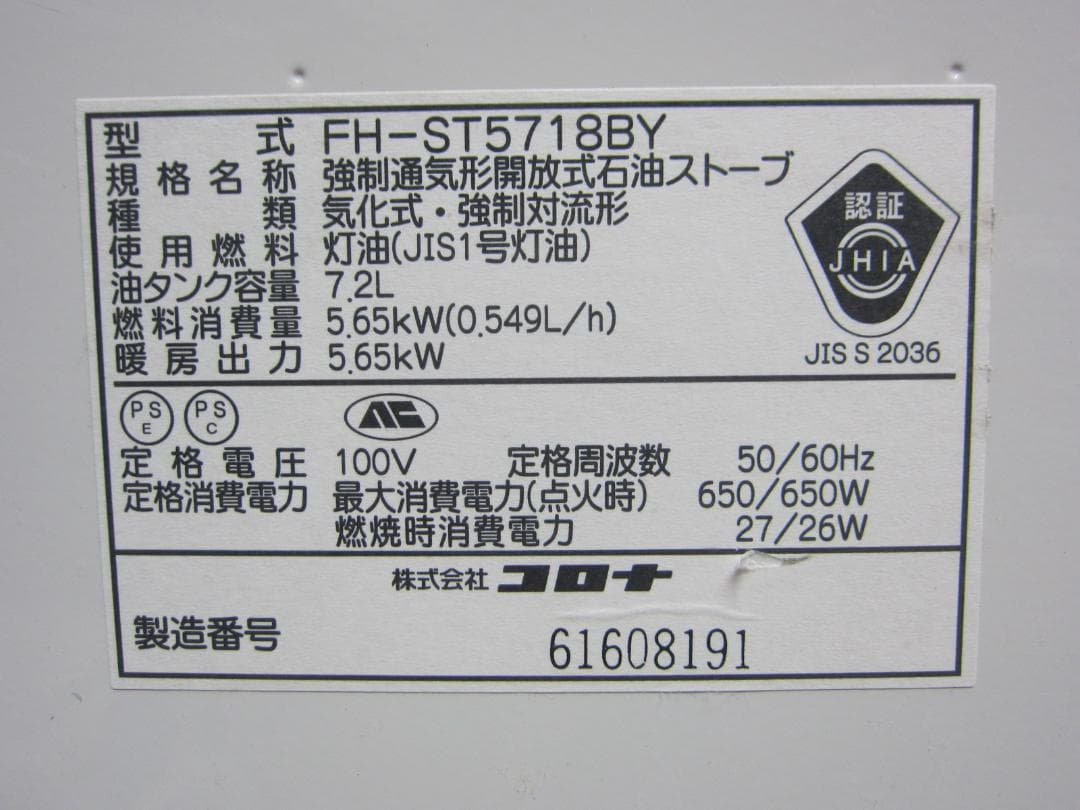 型式 FH-ST5718BY
規格名称 強制通気形開放式石油ストーブ
種類 気化式・強制対流形
使用燃料 灯油(JIS1号灯油)
油タンク容量 7.2L
燃料消費量 5.65kW(0.549L/h)
暖房出力 5.65kW
認証
JHIA
JIS S 2036
PS E PS C
定格電圧 100V 定格周波数 50/60Hz
定格消費電力 最大消費電力(点火時) 650/650W
燃焼時消費電力 27/26W
株式会社 コロナ
製造番号 61608191